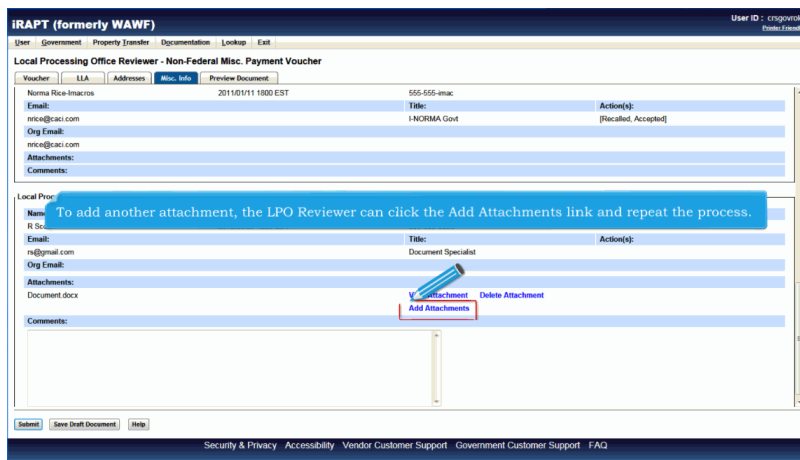 iRAPT (formerly WAWF)
User ID : crsgovrok
Printer Friend
User Government Property Transfer Documentation Lookup Exit
Local Processing Office Reviewer - Non-Federal Misc. Payment Voucher
Voucher LLA Addresses Misc. Info Preview Document
Norma Rice-Imacros 2011/01/11 1800 EST 555-555-imac
Email: Title: Action(s):
nrice@caci.com I-NORMA Govt [Recalled, Accepted]
Org Email:
nrice@caci.com
Attachments:
Comments:
Local Proc
To add another attachment, the LPO Reviewer can click the Add Attachments link and repeat the process.
Name
R Sco
Email: Title: Action(s):
rs@gmail.com Document Specialist
Org Email:
Attachments:
Document.docx V Attachment Delete Attachment
Add Attachments
Comments:
Submit Save Draft Document Help
Security & Privacy Accessibility Vendor Customer Support Government Customer Support FAQ